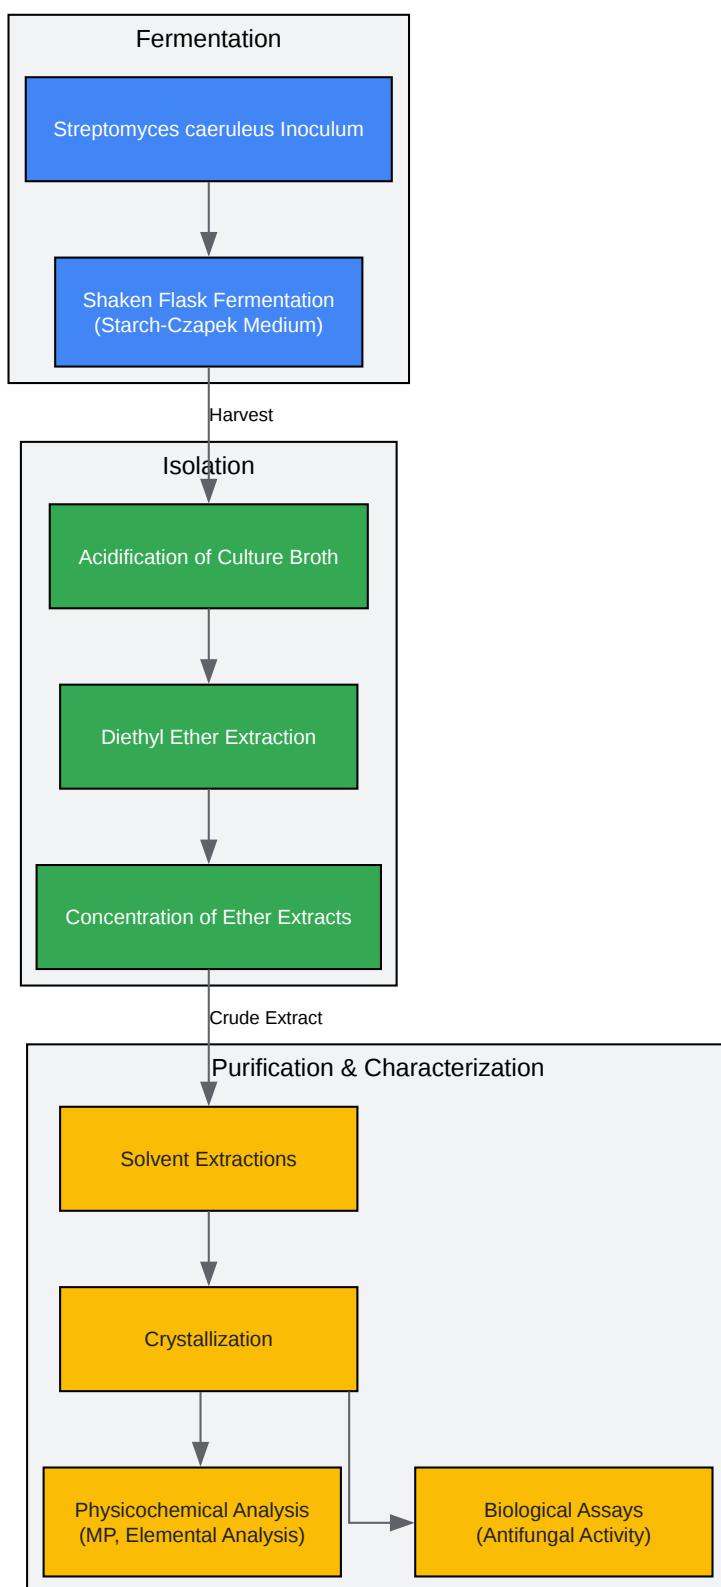 Fermentation
Streptomyces caeruleus Inoculum
Shaken Flask Fermentation
(Starch-Czapek Medium)
Harvest
Isolation
Acidification of Culture Broth
Diethyl Ether Extraction
Concentration of Ether Extracts
Crude Extract
Purification & Characterization
Solvent Extractions
Crystallization
Physicochemical Analysis
(MP, Elemental Analysis)
Biological Assays
(Antifungal Activity)